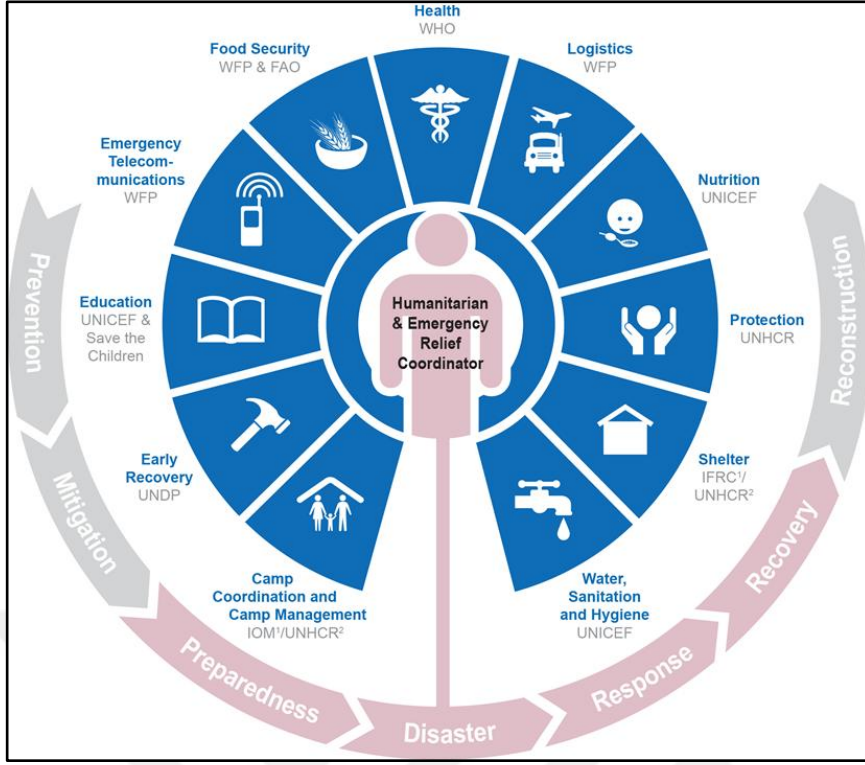 Health
WHO
Logistics
WFP
Nutrition
UNICEF
Protection
UNHCR
Shelter
IFRC¹/
UNHCR²
Water,
Sanitation
and Hygiene
UNICEF
Camp
Coordination and
Camp Management
IOM¹/UNHCR²
Early
Recovery
UNDP
Education
UNICEF &
Save the
Children
Emergency
Telecom-
munications
WFP
Food Security
WFP & FAO
Humanitarian
& Emergency
Relief
Coordinator
Prevention
Mitigation
Preparedness
Disaster
Response
Recovery
Reconstruction